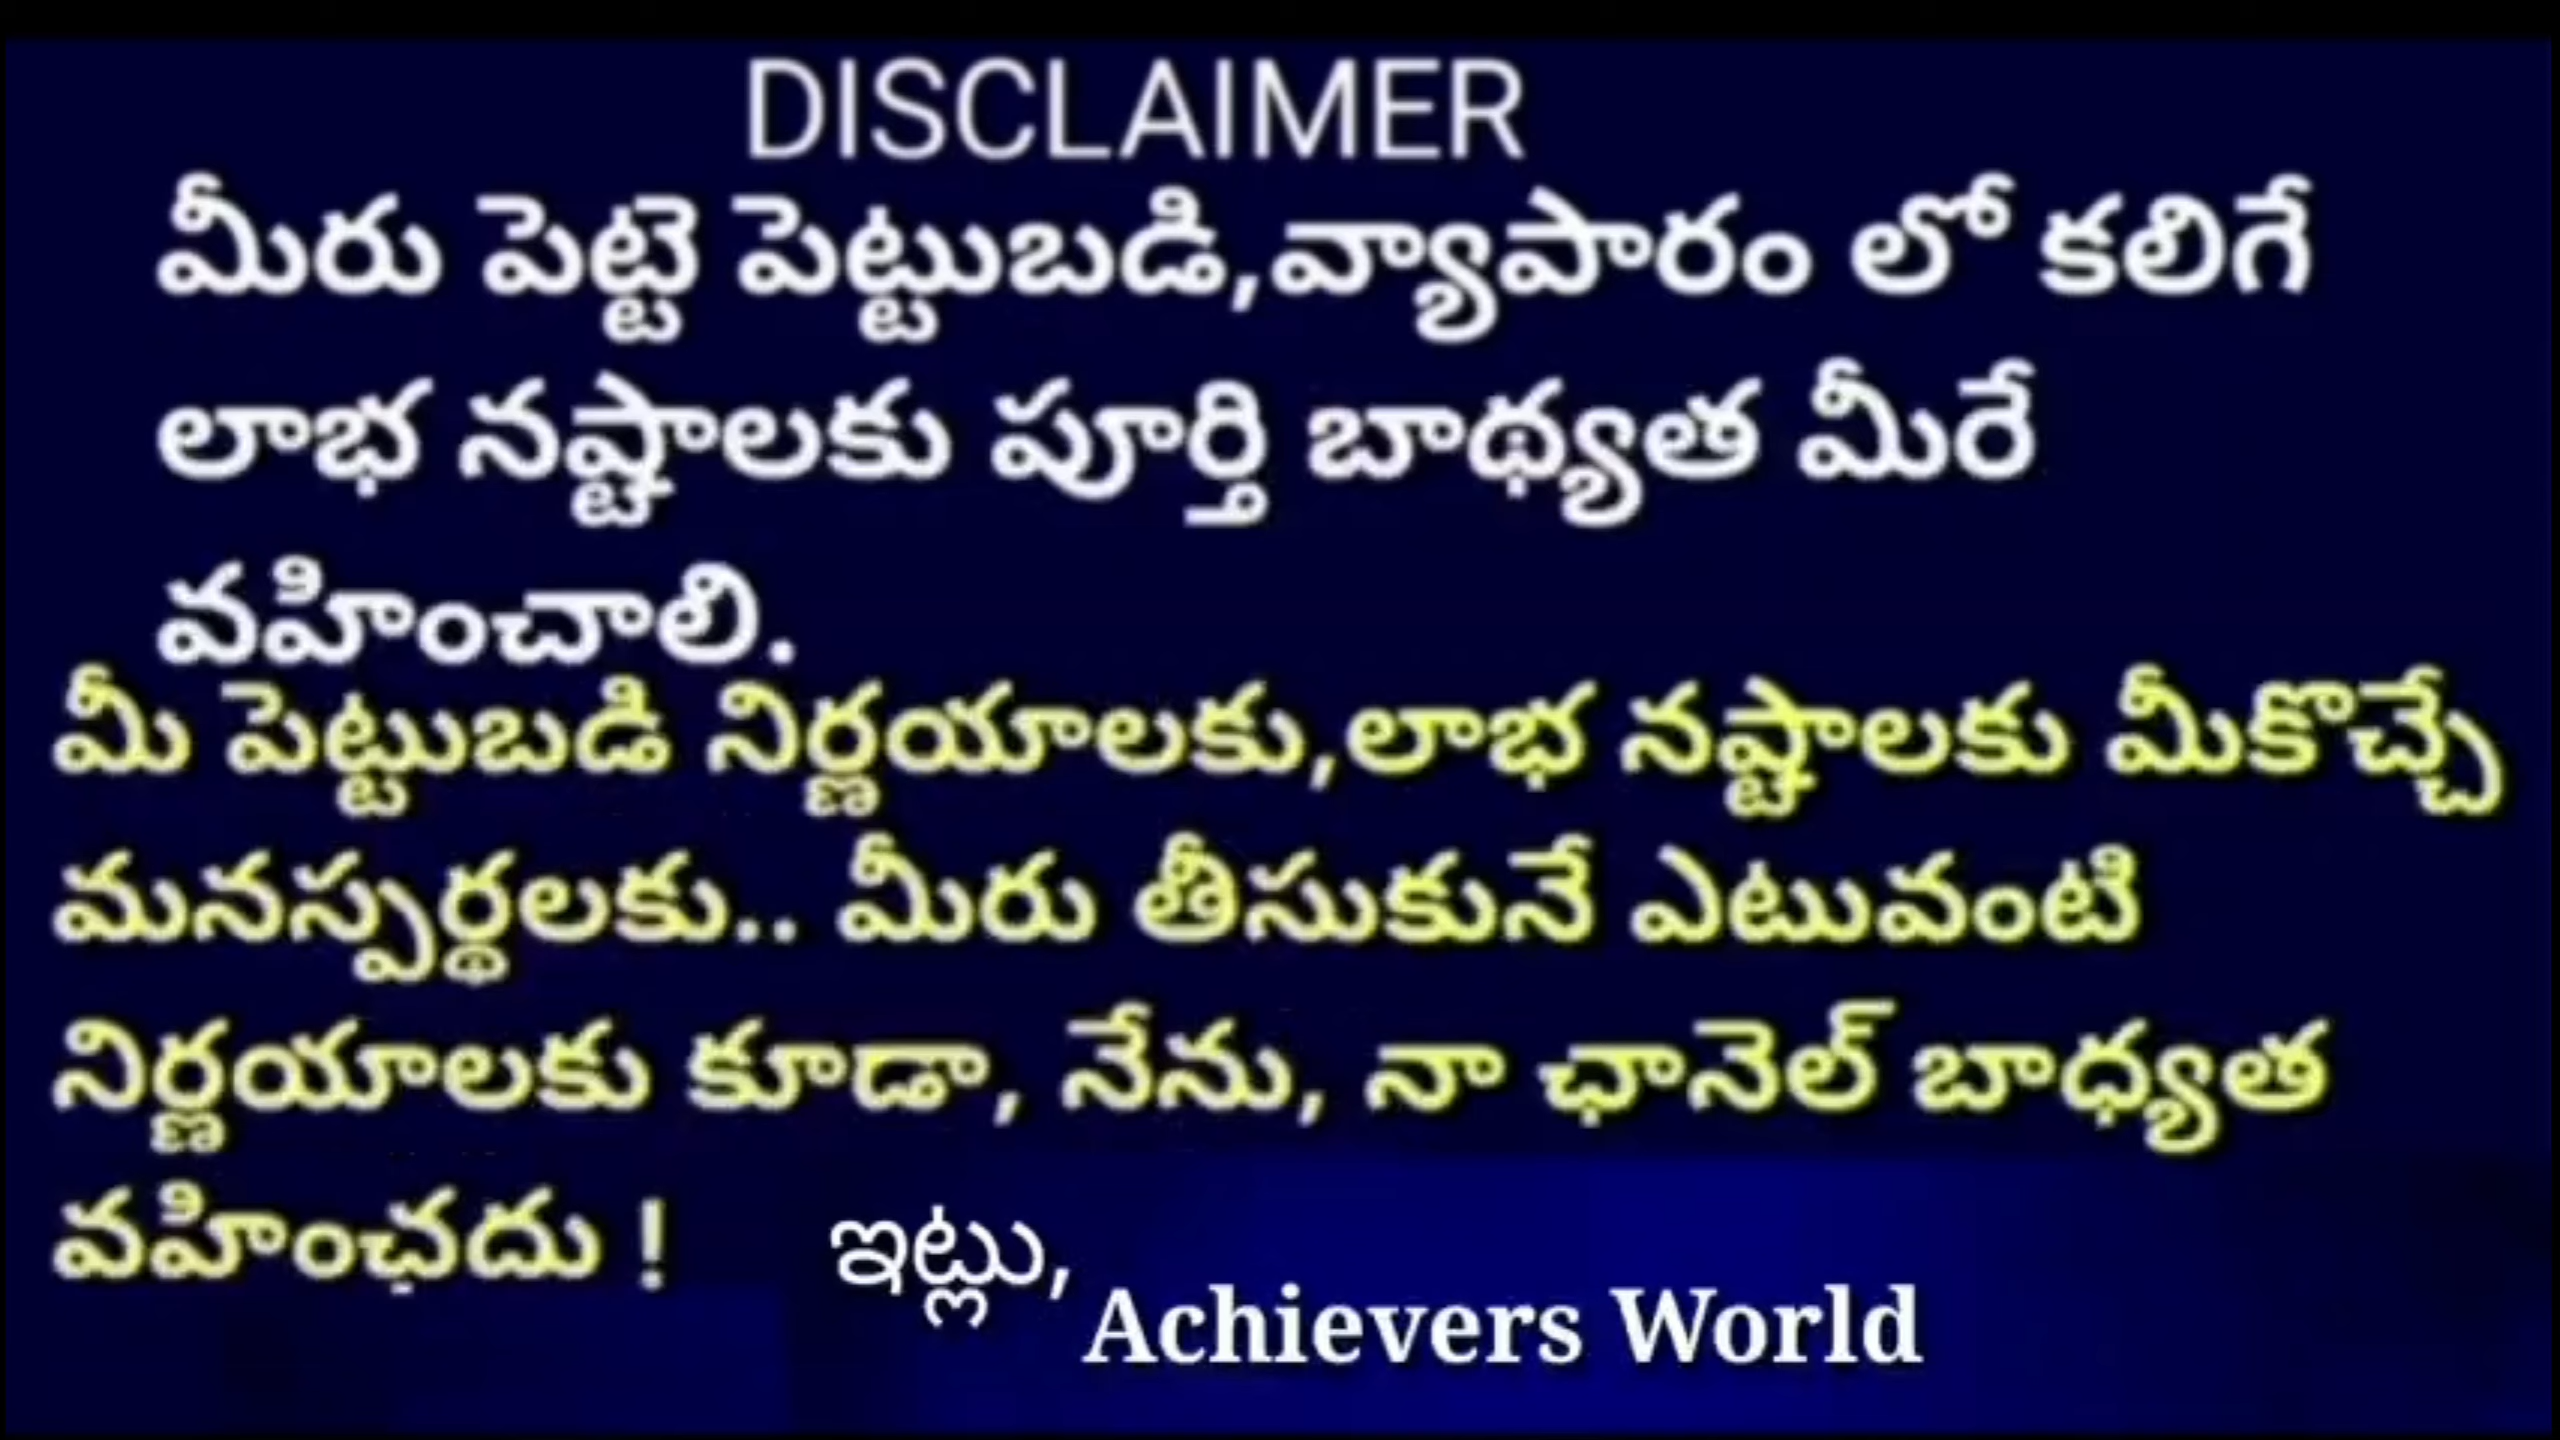 DISCLAIMER
మీరు పెట్టె పెట్టుబడి,వ్యాపారం లో కలిగే
లాభ నష్టాలకు పూర్తి బాథ్యత మీరే
వహించాలి.
మీ పెట్టుబడి నిర్ణయాలకు,లాభ నష్టాలకు మీకొచ్చే
మనస్పర్థలకు.. మీరు తీసుకునే ఎటువంటి
నిర్ణయాలకు కూడా, నేను, నా ఛానెల్ బాధ్యత
వహించదు !
ఇట్లు,
Achievers World